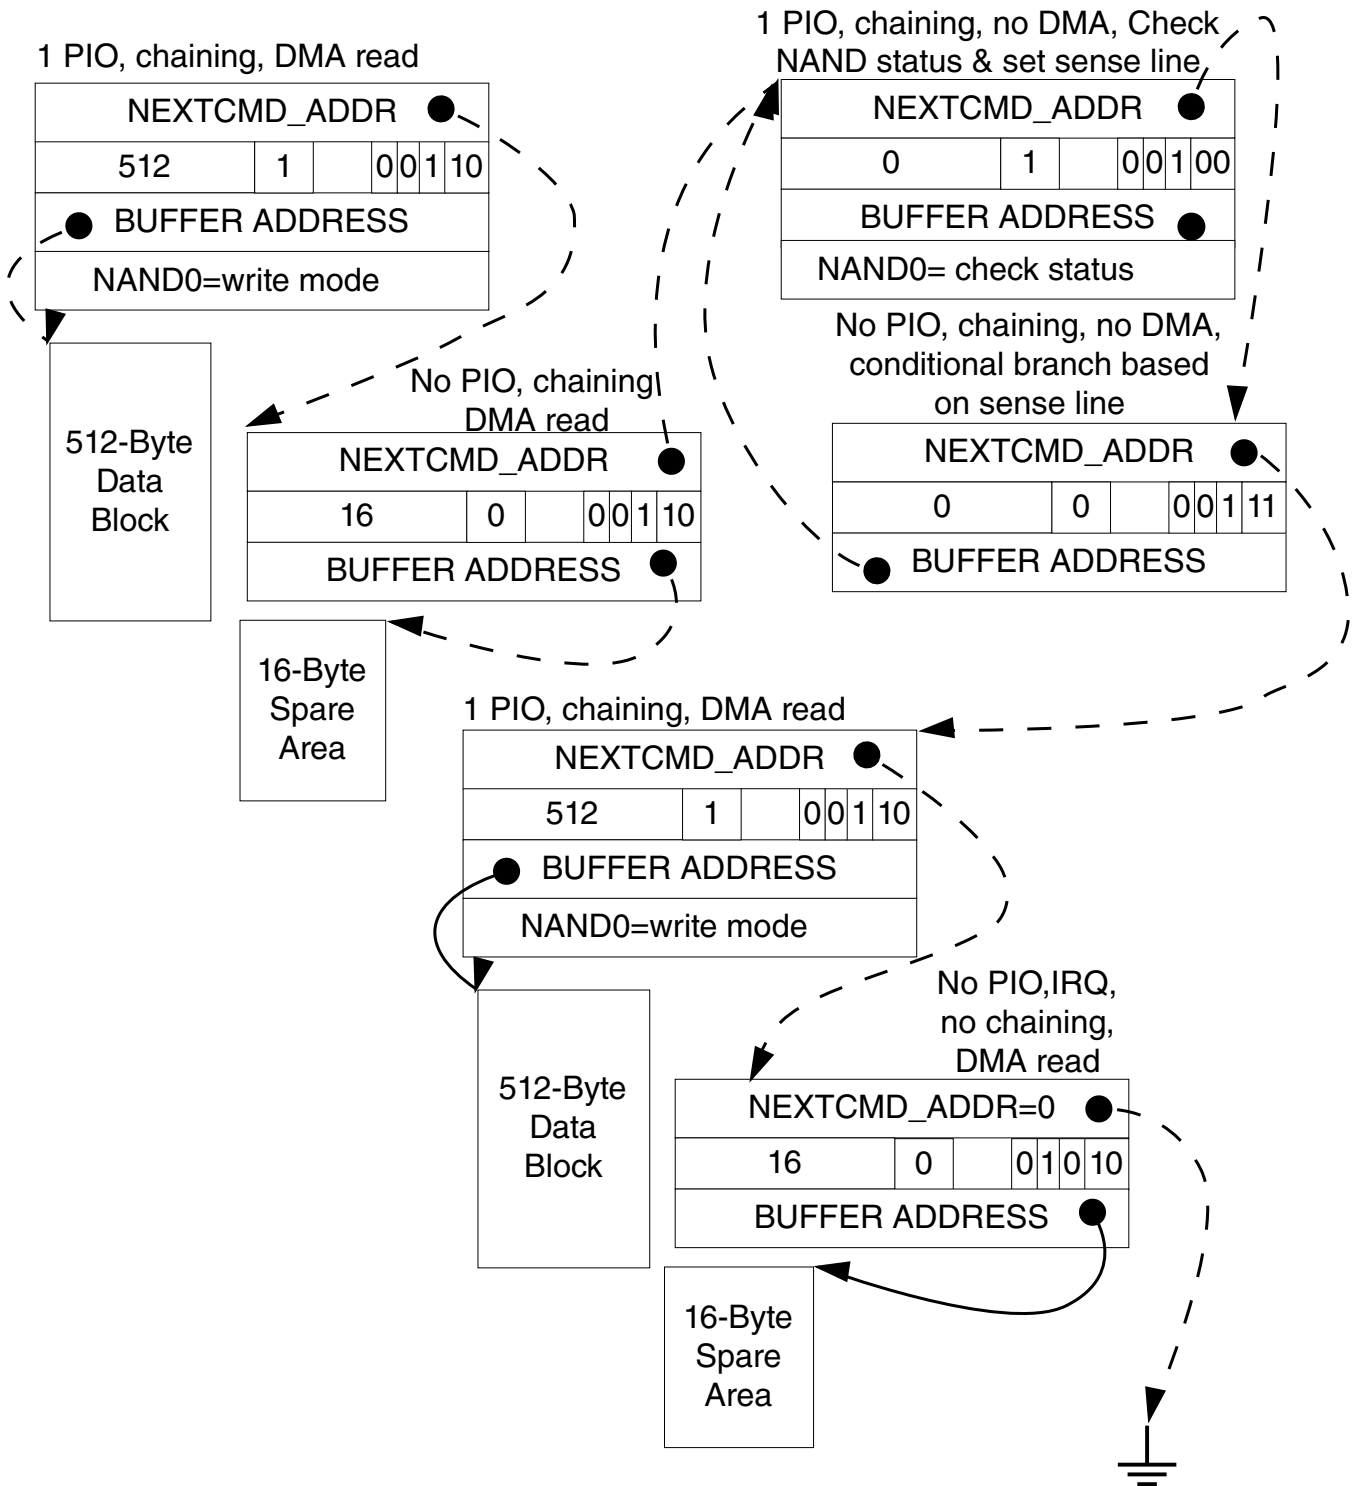 1 PIO, chaining, DMA read
NEXTCMD_ADDR
512 1 0 0 1 10
BUFFER ADDRESS
NAND0=write mode
512-Byte
Data
Block
No PIO, chaining
DMA read
NEXTCMD_ADDR
16 0 0 0 1 10
BUFFER ADDRESS
16-Byte
Spare
Area
1 PIO, chaining, no DMA, Check
NAND status & set sense line
NEXTCMD_ADDR
0 1 0 0 1 00
BUFFER ADDRESS
NAND0= check status
No PIO, chaining, no DMA,
conditional branch based
on sense line
NEXTCMD_ADDR
0 0 0 0 1 11
BUFFER ADDRESS
1 PIO, chaining, DMA read
NEXTCMD_ADDR
512 1 0 0 1 10
BUFFER ADDRESS
NAND0=write mode
512-Byte
Data
Block
No PIO,IRQ,
no chaining,
DMA read
NEXTCMD_ADDR=0
16 0 0 1 0 10
BUFFER ADDRESS
16-Byte
Spare
Area